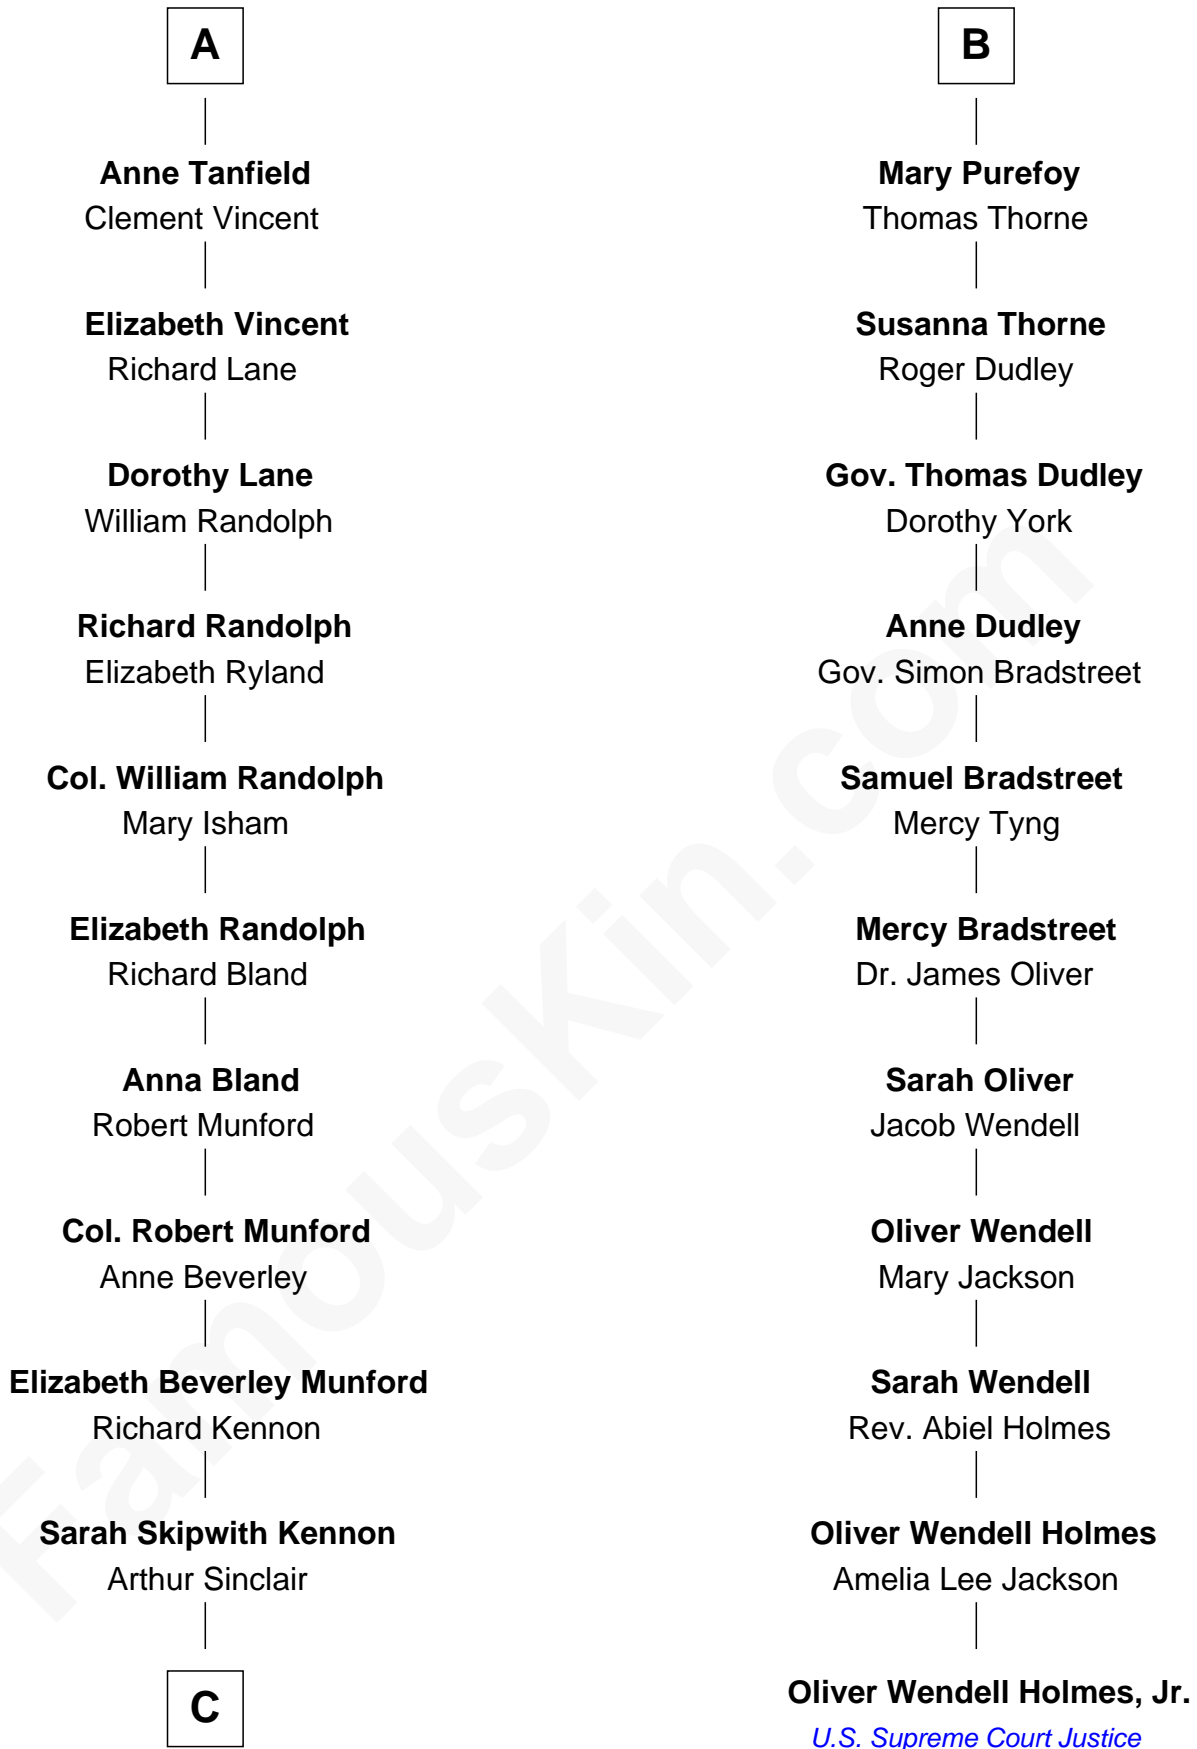 A
Anne Tanfield
Clement Vincent
Elizabeth Vincent
Richard Lane
Dorothy Lane
William Randolph
Richard Randolph
Elizabeth Ryland
Col. William Randolph
Mary Isham
Elizabeth Randolph
Richard Bland
Anna Bland
Robert Munford
Col. Robert Munford
Anne Beverley
Elizabeth Beverley Munford
Richard Kennon
Sarah Skipwith Kennon
Arthur Sinclair
C
B
Mary Purefoy
Thomas Thorne
Susanna Thorne
Roger Dudley
Gov. Thomas Dudley
Dorothy York
Anne Dudley
Gov. Simon Bradstreet
Samuel Bradstreet
Mercy Tyng
Mercy Bradstreet
Dr. James Oliver
Sarah Oliver
Jacob Wendell
Oliver Wendell
Mary Jackson
Sarah Wendell
Rev. Abiel Holmes
Oliver Wendell Holmes
Amelia Lee Jackson
Oliver Wendell Holmes, Jr.
U.S. Supreme Court Justice
FamousKin.com